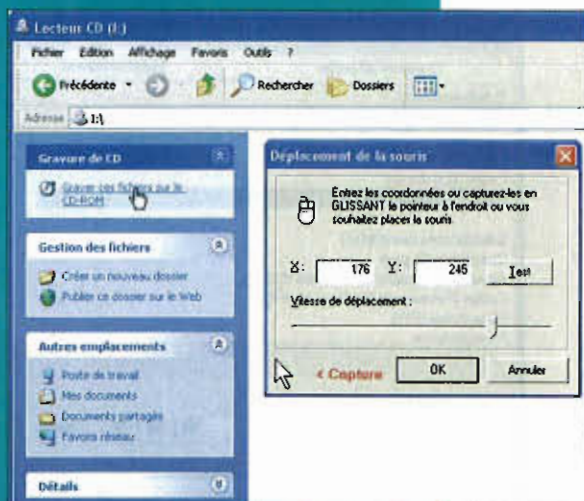 Lecteur CD (I:)
Fichier Edition Affichage Favoris Outils ?
Précédente Rechercher Dossiers
Adresse I:\
Gravure de CD
Graver ces fichiers sur le
CD-ROM
Gestion des fichiers
Créer un nouveau dossier
Publier ce dossier sur le Web
Autres emplacements
Poste de travail
Mes documents
Documents partagés
Favoris réseau
Détails
Déplacement de la souris
Entrez les coordonnées ou capturez-les en
GLISSANT le pointeur à l'endroit ou vous
souhaitez placer la souris
X: 176 Y: 245 Test
Vitesse de déplacement :
< Capture OK Annuler